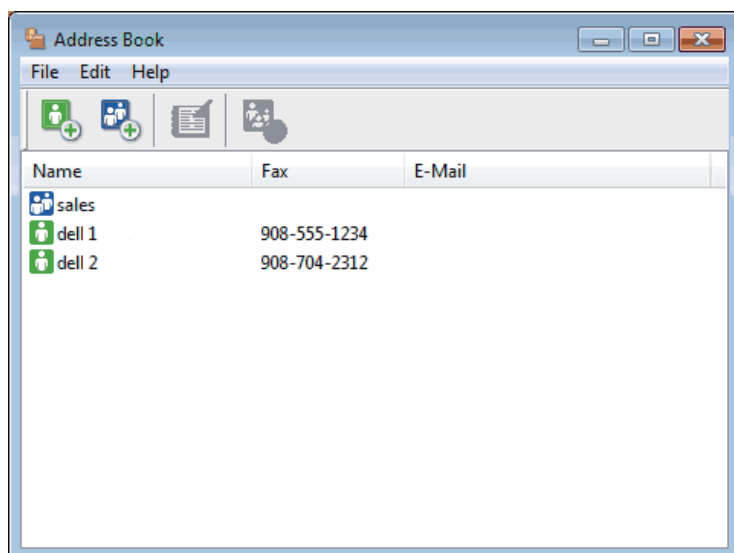 Address Book
File Edit Help
Name Fax E-Mail
sales
dell 1 908-555-1234
dell 2 908-704-2312